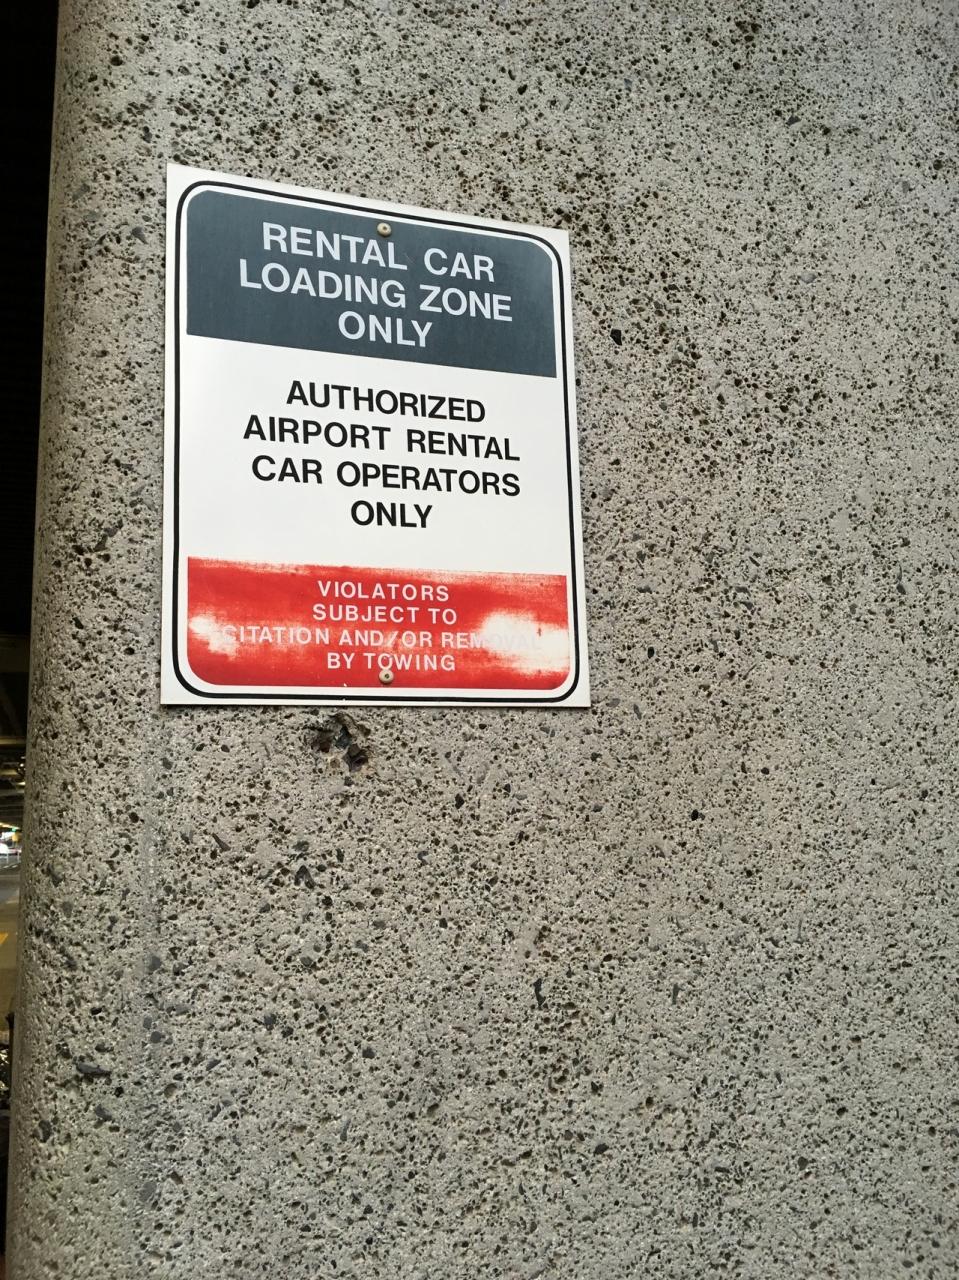 RENTAL CAR
LOADING ZONE
ONLY
AUTHORIZED
AIRPORT RENTAL
CAR OPERATORS
ONLY
VIOLATORS
SUBJECT TO
CITATION AND/OR REMOVAL
BY TOWING